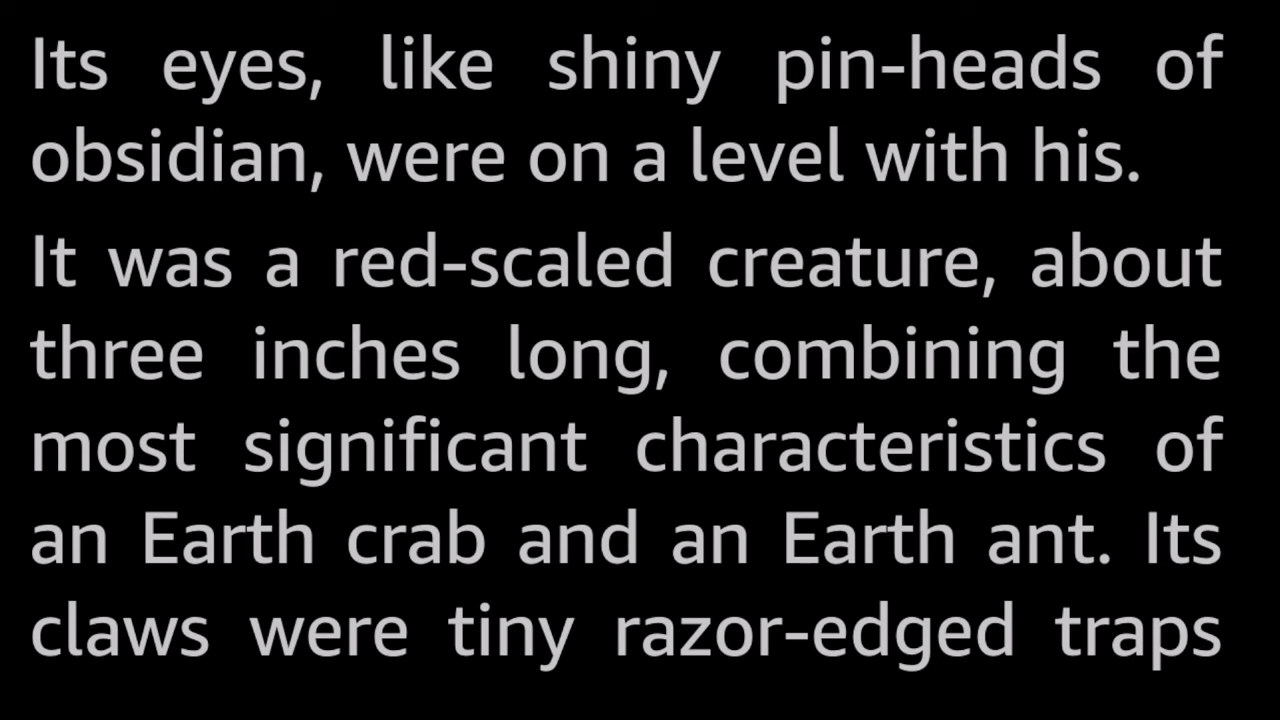 Its eyes, like shiny pin-heads of
obsidian, were on a level with his.
It was a red-scaled creature, about
three inches long, combining the
most significant characteristics of
an Earth crab and an Earth ant. Its
claws were tiny razor-edged traps